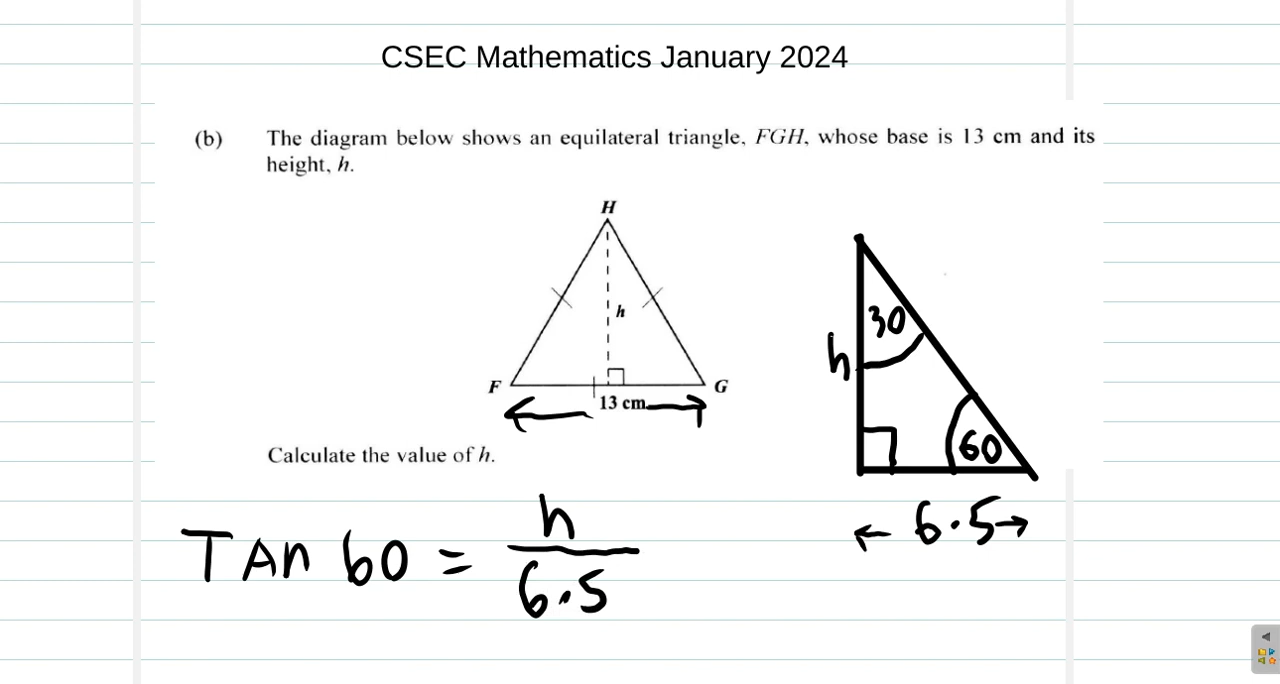 CSEC Mathematics January 2024
(b) The diagram below shows an equilateral triangle, FGH, whose base is 13 cm and its
height, h.
H
h
F
G
13 cm
30
h
60
6.5
Calculate the value of h.
TAn 60 = h
6.5